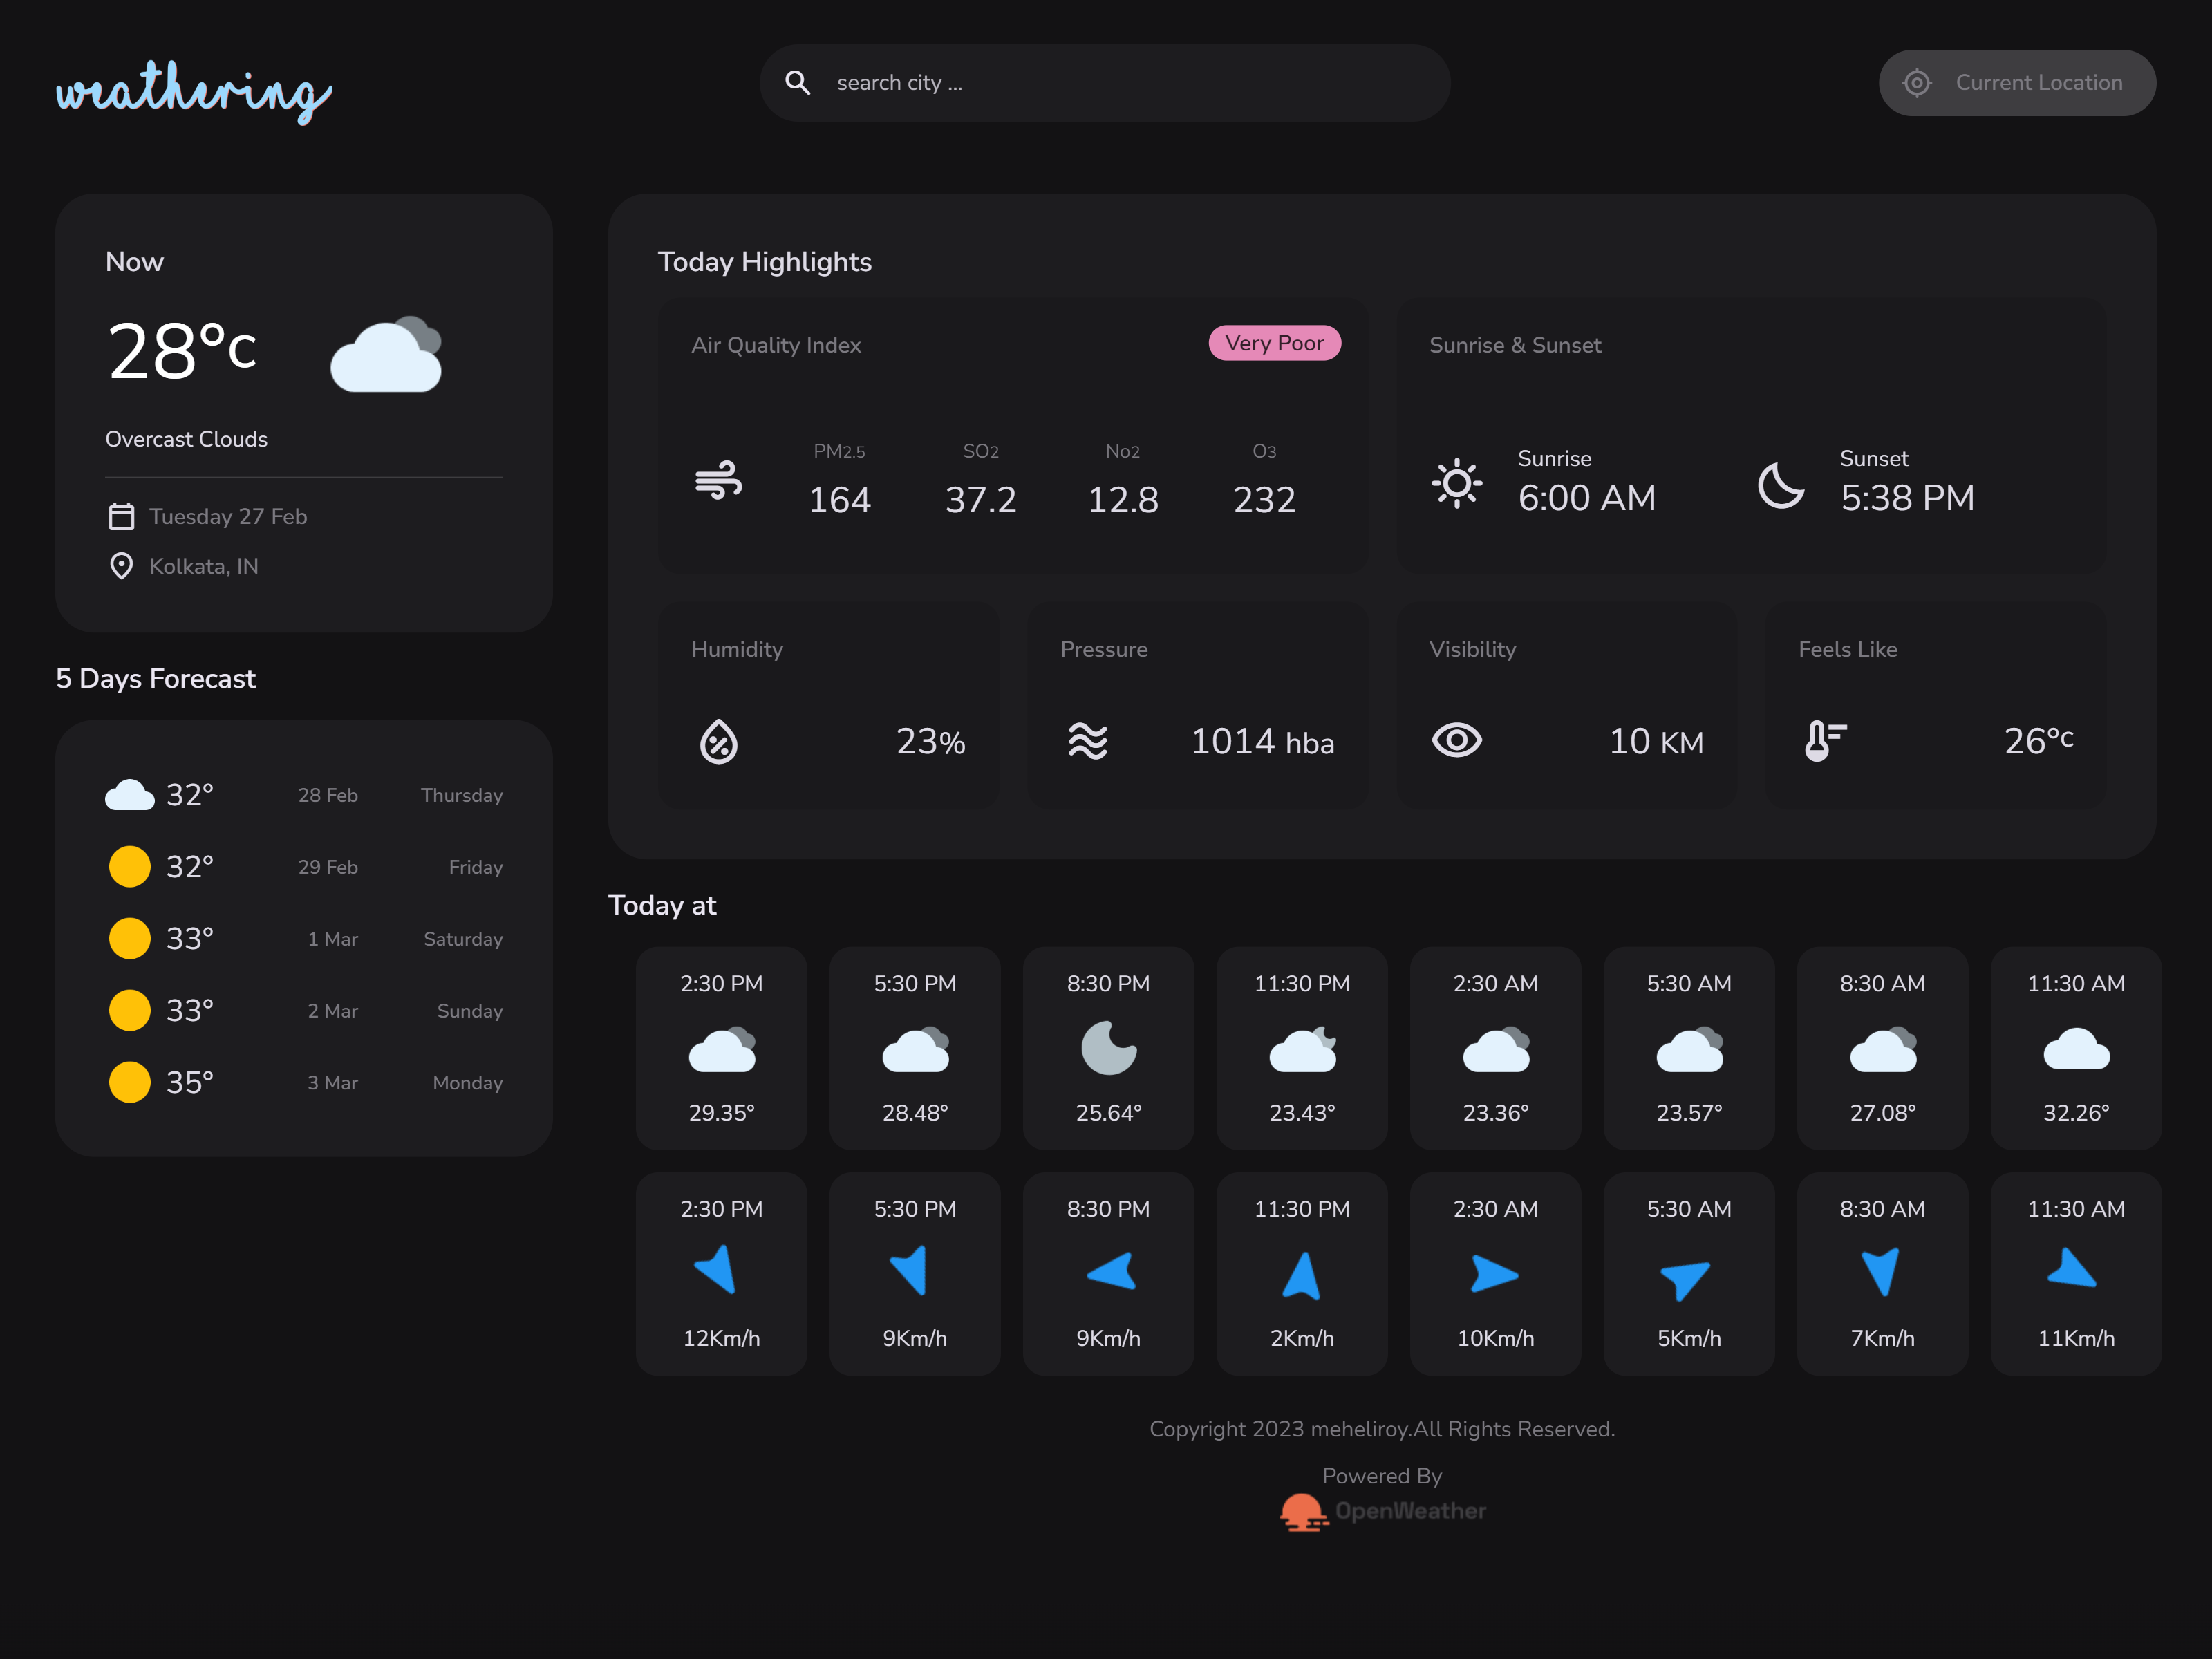 weathering
search city ...
Current Location
Now
28°c
Overcast Clouds
Tuesday 27 Feb
Kolkata, IN
5 Days Forecast
32° 28 Feb Thursday
32° 29 Feb Friday
33° 1 Mar Saturday
33° 2 Mar Sunday
35° 3 Mar Monday
Today Highlights
Air Quality Index Very Poor
PM2.5 SO2 No2 O3
164 37.2 12.8 232
Sunrise & Sunset
Sunrise Sunset
6:00 AM 5:38 PM
Humidity
23%
Pressure
1014 hba
Visibility
10 KM
Feels Like
26°c
Today at
2:30 PM 5:30 PM 8:30 PM 11:30 PM 2:30 AM 5:30 AM 8:30 AM 11:30 AM
29.35° 28.48° 25.64° 23.43° 23.36° 23.57° 27.08° 32.26°
2:30 PM 5:30 PM 8:30 PM 11:30 PM 2:30 AM 5:30 AM 8:30 AM 11:30 AM
12Km/h 9Km/h 9Km/h 2Km/h 10Km/h 5Km/h 7Km/h 11Km/h
Copyright 2023 meheliroy.All Rights Reserved.
Powered By
OpenWeather